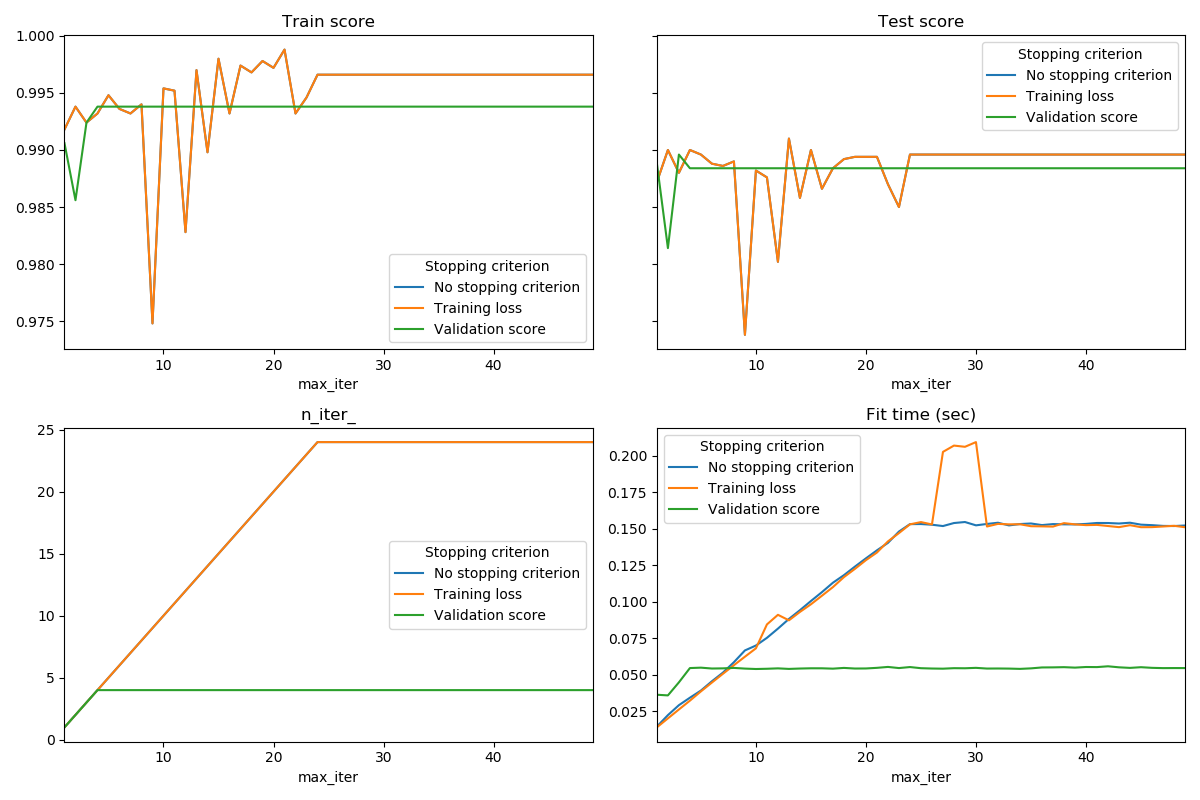 Train score
1.000
0.995
0.990
0.985
0.980
0.975
Stopping criterion
No stopping criterion
Training loss
Validation score
10 20 30 40
max_iter
Test score
Stopping criterion
No stopping criterion
Training loss
Validation score
10 20 30 40
max_iter
n_iter_
25
20
15
10
5
0
Stopping criterion
No stopping criterion
Training loss
Validation score
10 20 30 40
max_iter
Fit time (sec)
0.200
0.175
0.150
0.125
0.100
0.075
0.050
0.025
Stopping criterion
No stopping criterion
Training loss
Validation score
10 20 30 40
max_iter